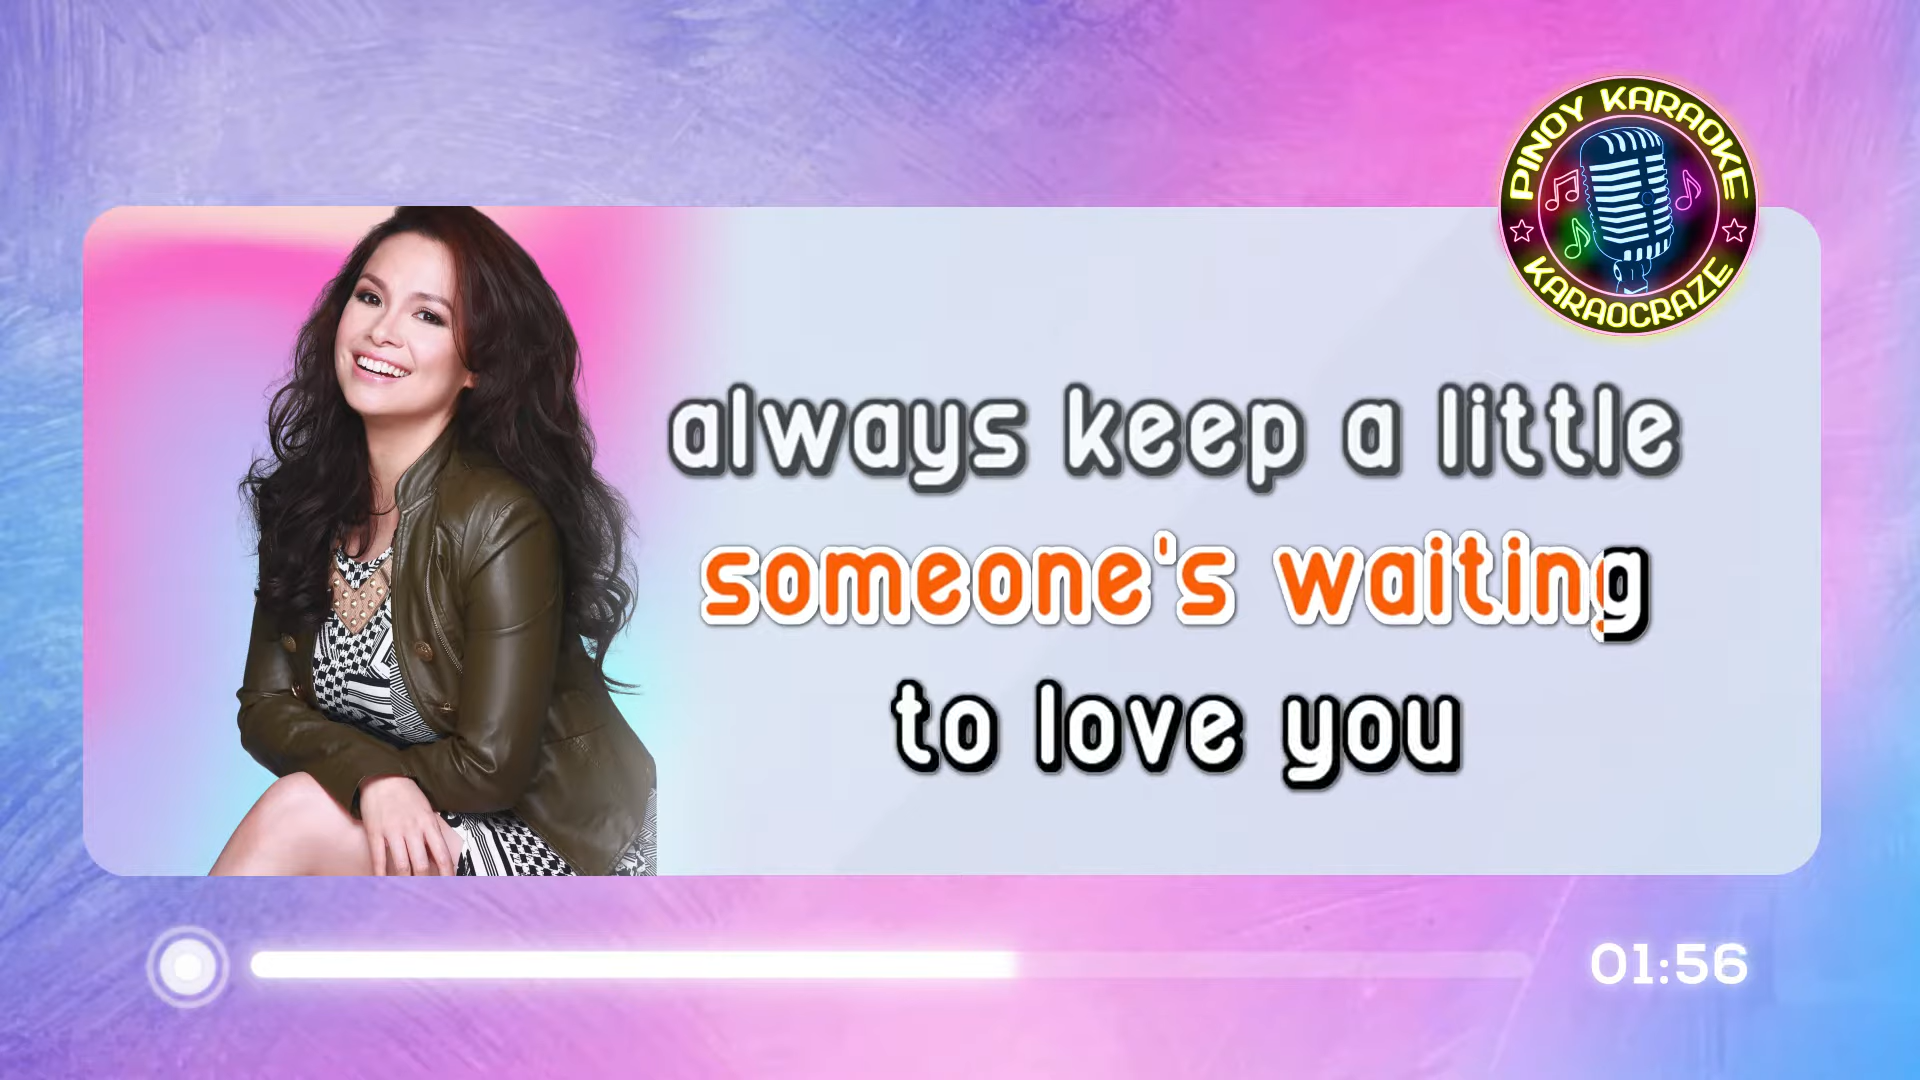 PINOY KARAOKE
KARAOCRAZE
always keep a little
someone's waiting
to love you
01:56